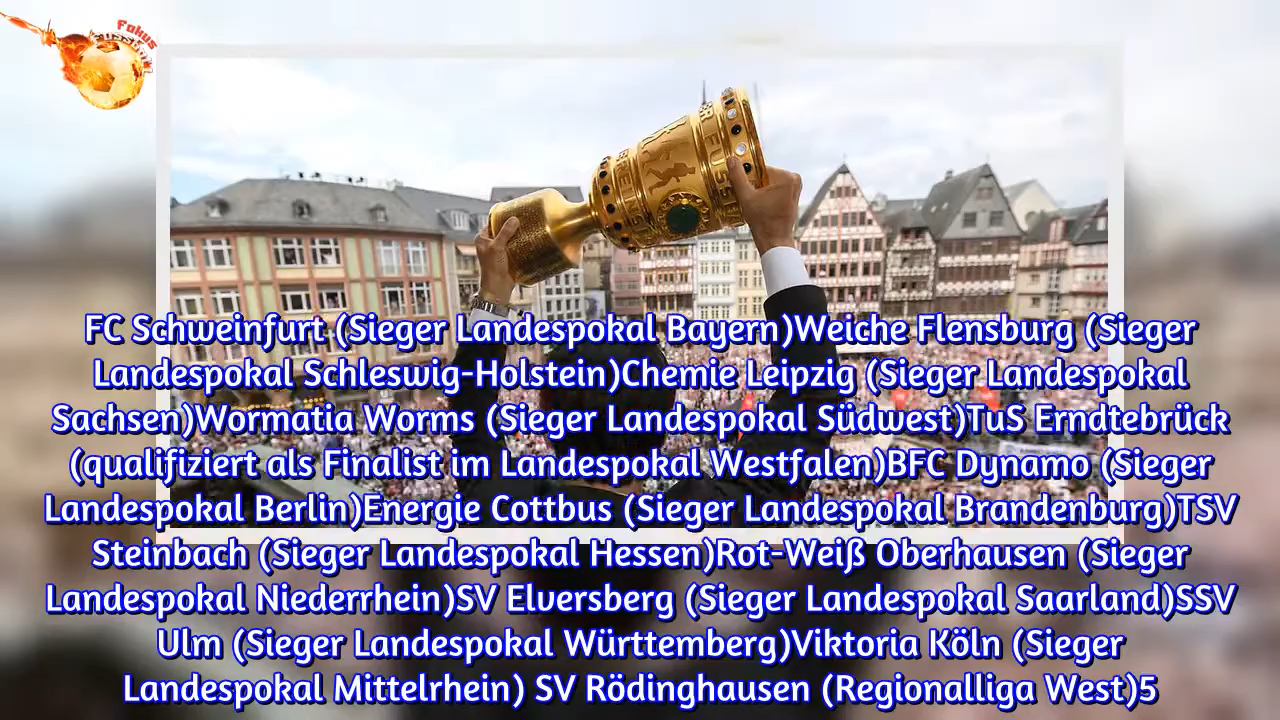 Fokus
Fussball
FC Schweinfurt (Sieger Landespokal Bayern)Weiche Flensburg (Sieger
Landespokal Schleswig-Holstein)Chemie Leipzig (Sieger Landespokal
Sachsen)Wormatia Worms (Sieger Landespokal Südwest)TuS Erndtebrück
(qualifiziert als Finalist im Landespokal Westfalen)BFC Dynamo (Sieger
Landespokal Berlin)Energie Cottbus (Sieger Landespokal Brandenburg)TSV
Steinbach (Sieger Landespokal Hessen)Rot-Weiß Oberhausen (Sieger
Landespokal Niederrhein)SV Elversberg (Sieger Landespokal Saarland)SSV
Ulm (Sieger Landespokal Württemberg)Viktoria Köln (Sieger
Landespokal Mittelrhein) SV Rödinghausen (Regionalliga West)5